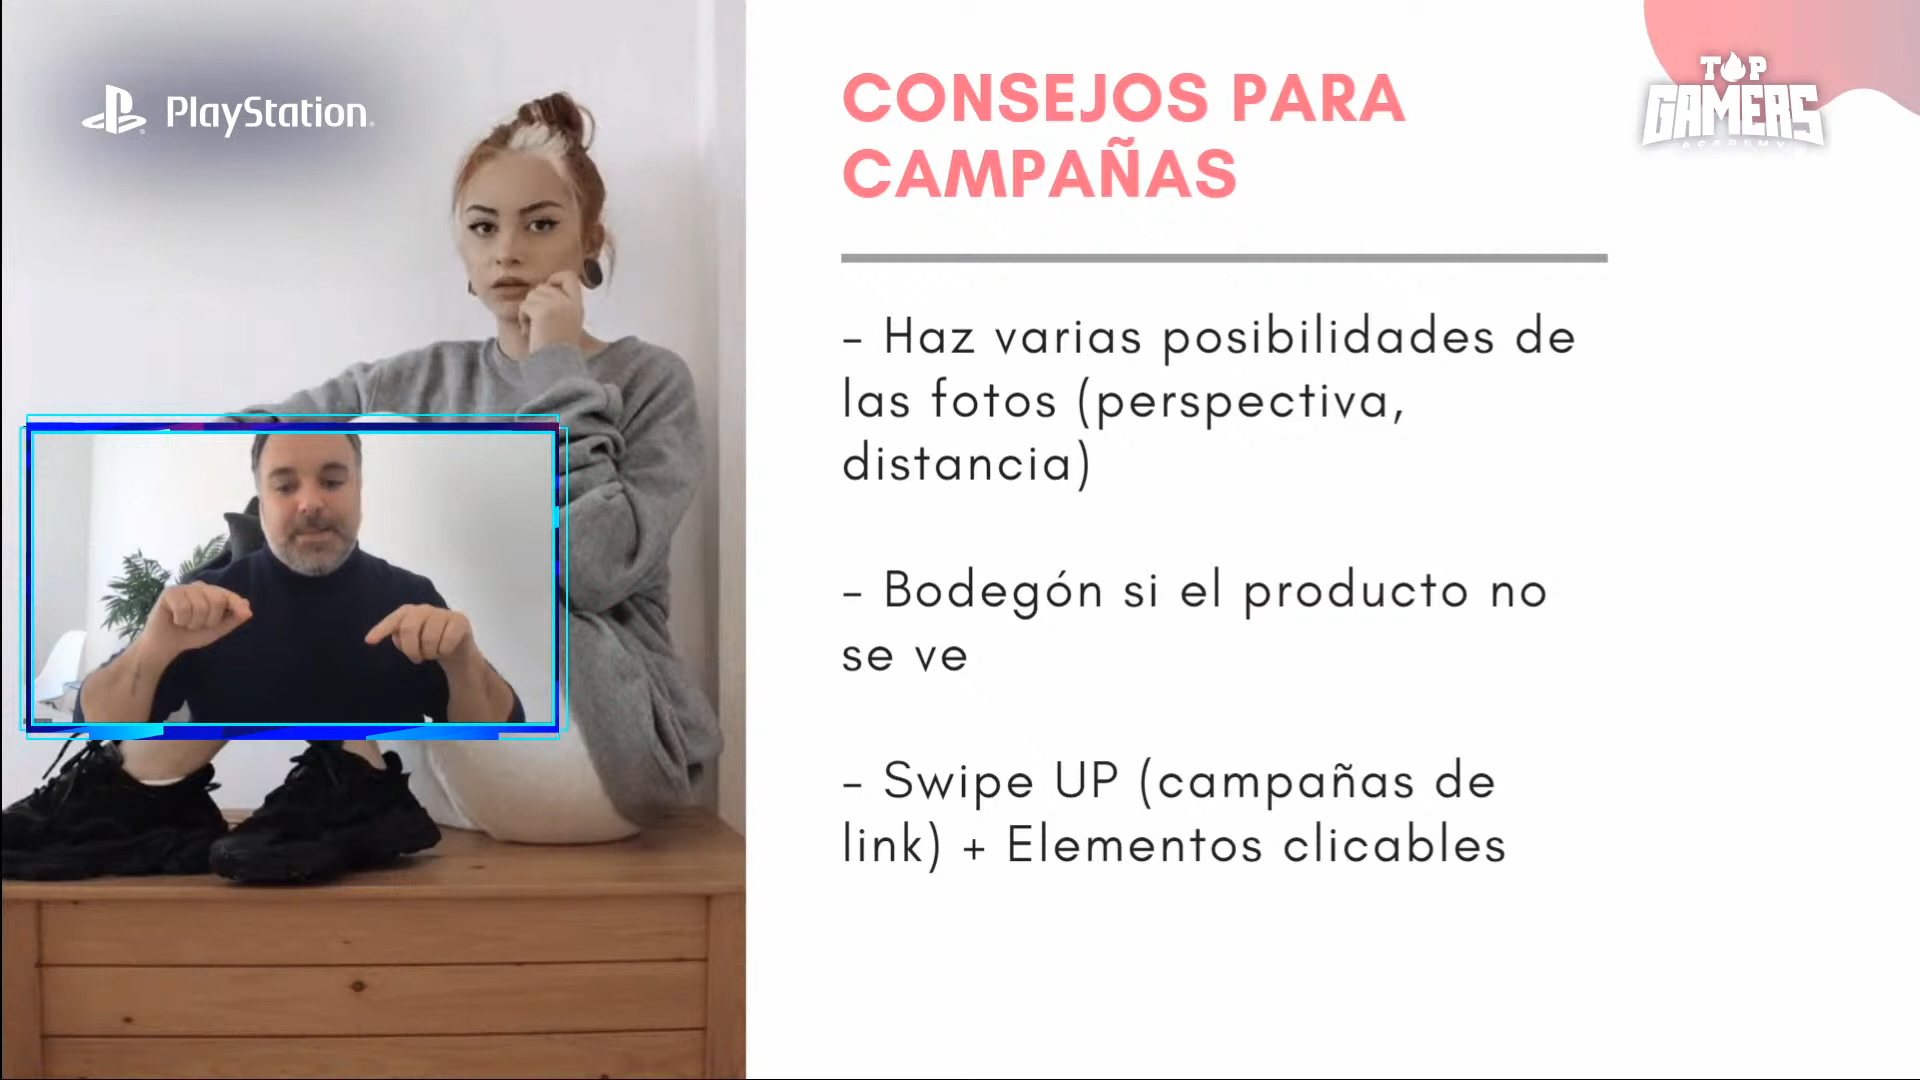 PlayStation
TOP
GAMERS
ACADEMY
CONSEJOS PARA
CAMPAÑAS
- Haz varias posibilidades de
las fotos (perspectiva,
distancia)
- Bodegón si el producto no
se ve
- Swipe UP (campañas de
link) + Elementos clicables